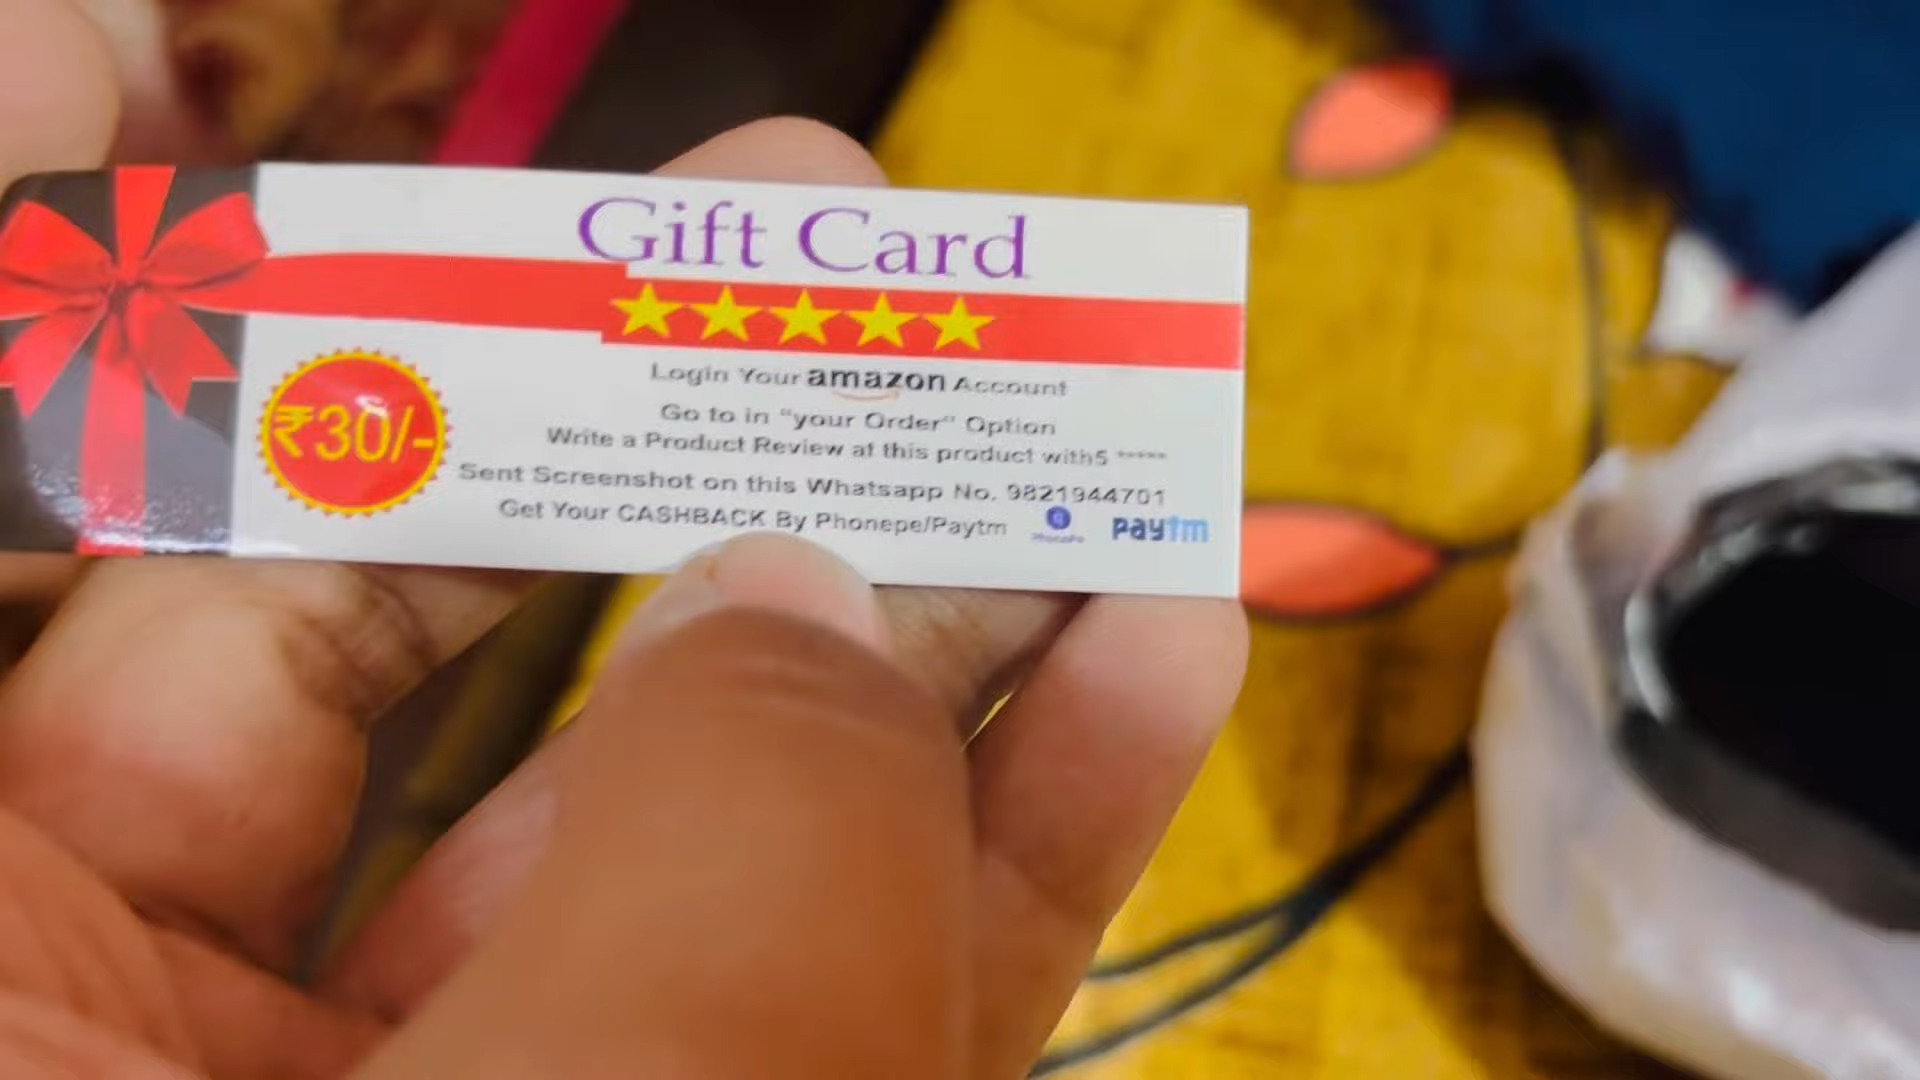 Gift Card
₹30/-
Login Your amazon Account
Go to in "your Order" Option
Write a Product Review at this product with5 *****
Sent Screenshot on this Whatsapp No. 9821944701
Get Your CASHBACK By Phonepe/Paytm
PhonePe
Paytm